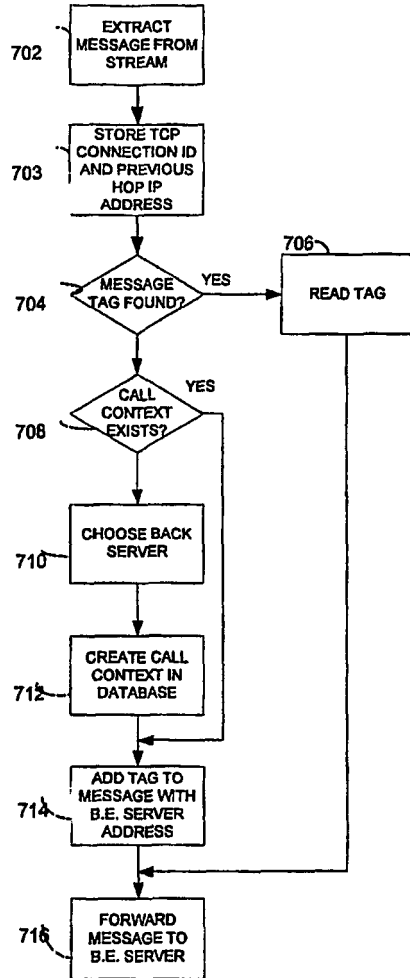 702
EXTRACT
MESSAGE FROM
STREAM
703
STORE TCP
CONNECTION ID
AND PREVIOUS
HOP IP
ADDRESS
704
MESSAGE
TAG FOUND?
YES
706
READ TAG
708
CALL
CONTEXT
EXISTS?
YES
710
CHOOSE BACK
SERVER
712
CREATE CALL
CONTEXT IN
DATABASE
714
ADD TAG TO
MESSAGE WITH
B.E. SERVER
ADDRESS
716
FORWARD
MESSAGE TO
B.E. SERVER